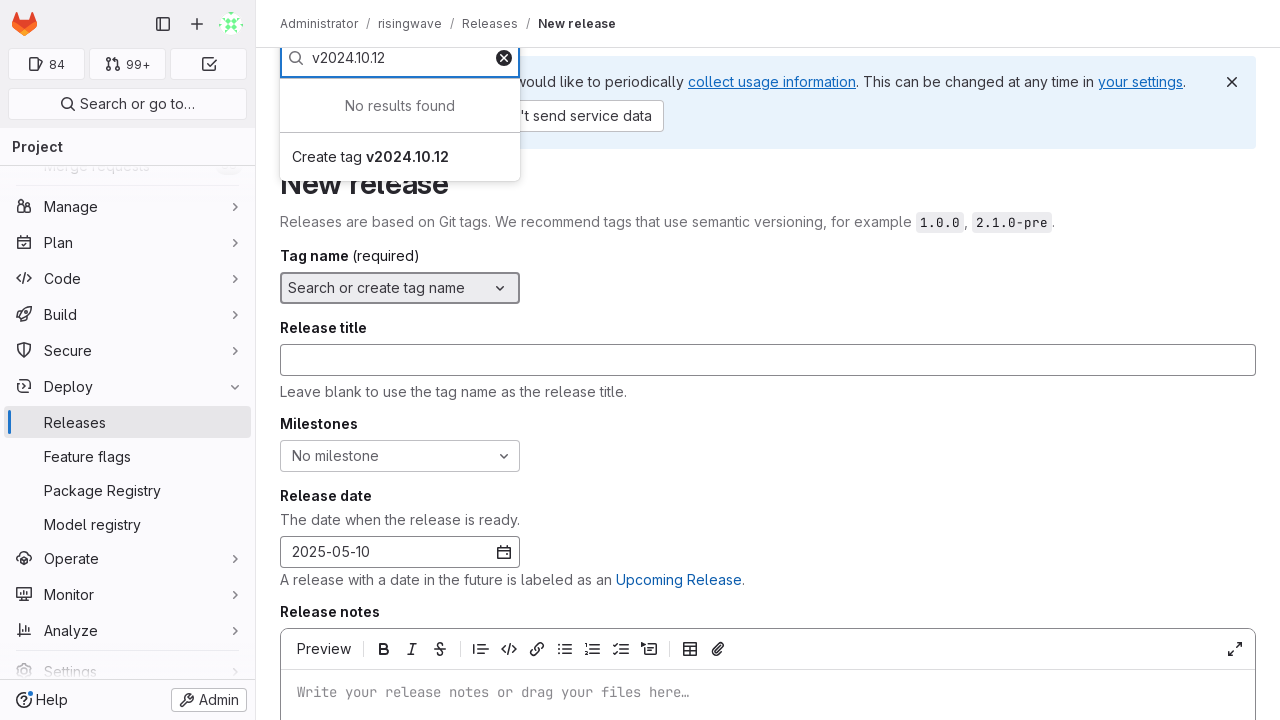 84
99+
Search or go to…
Project
Merge requests
Manage
Plan
Code
Build
Secure
Deploy
Releases
Feature flags
Package Registry
Model registry
Operate
Monitor
Analyze
Settings
Help
Admin
Administrator / risingwave / Releases / New release
v2024.10.12
No results found
Create tag v2024.10.12
would like to periodically collect usage information. This can be changed at any time in your settings.
't send service data
New release
Releases are based on Git tags. We recommend tags that use semantic versioning, for example 1.0.0, 2.1.0-pre.
Tag name (required)
Search or create tag name
Release title
Leave blank to use the tag name as the release title.
Milestones
No milestone
Release date
The date when the release is ready.
2025-05-10
A release with a date in the future is labeled as an Upcoming Release.
Release notes
Preview
Write your release notes or drag your files here…